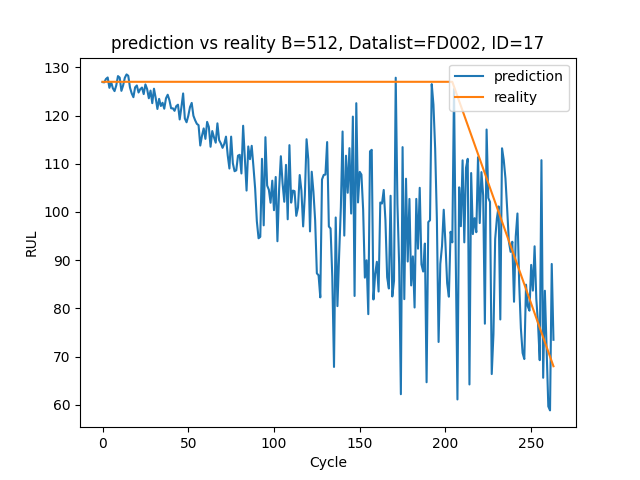 prediction vs reality B=512, Datalist=FD002, ID=17
prediction
reality
RUL
130
120
110
100
90
80
70
60
0 50 100 150 200 250
Cycle